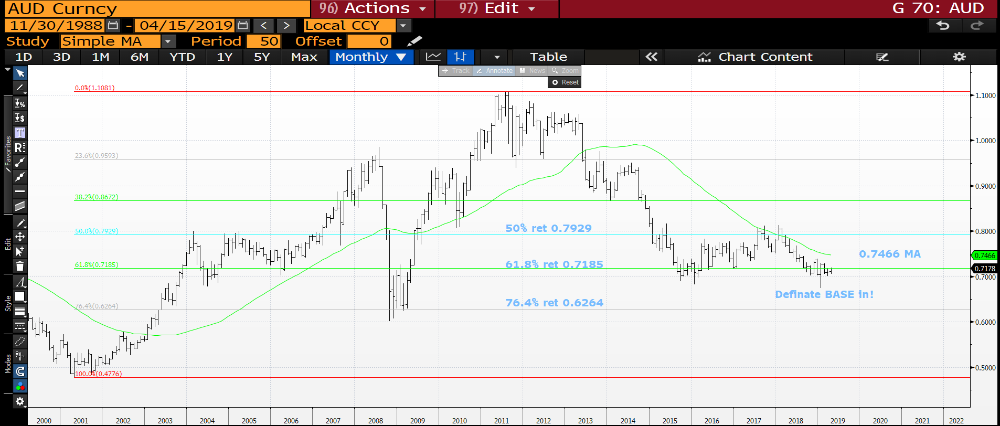 AUD Curncy 96) Actions 97) Edit G 70: AUD
11/30/1988 - 04/15/2019 < > Local CCY
Study Simple MA Period 50 Offset 0
1D 3D 1M 6M YTD 1Y 5Y Max Monthly ▼ Table « Chart Content
Track Annotate News Zoom
Reset
Favorites
Edit
Style
Modes
0.0%(1.1081)
1.1000
1.0000
23.6%(0.9593)
0.9000
38.2%(0.8672)
50% ret 0.7929
50.0%(0.7929)
0.8000
0.7466 MA
0.7466
61.8%(0.7185)
61.8% ret 0.7185
0.7178
0.7000
Definate BASE in!
76.4%(0.6264)
76.4% ret 0.6264
0.6000
0.5000
100.0%(0.4776)
2000 2001 2002 2003 2004 2005 2006 2007 2008 2009 2010 2011 2012 2013 2014 2015 2016 2017 2018 2019 2020 2021 2022